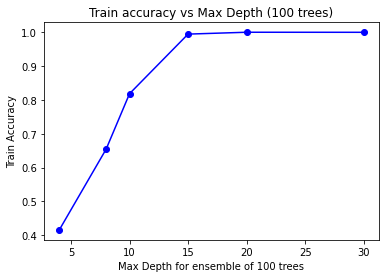 Train accuracy vs Max Depth (100 trees)
1.0
0.9
0.8
0.7
0.6
0.5
0.4
Train Accuracy
5 10 15 20 25 30
Max Depth for ensemble of 100 trees